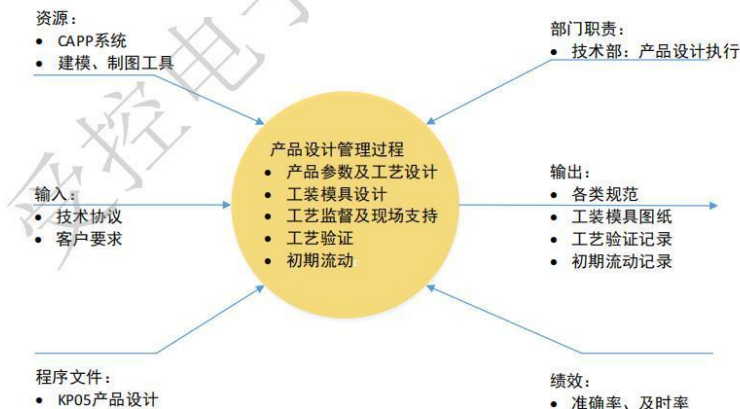 资源：
● CAPP系统
● 建模、制图工具
部门职责：
● 技术部：产品设计执行
产品设计管理过程
● 产品参数及工艺设计
● 工装模具设计
● 工艺监督及现场支持
● 工艺验证
● 初期流动
输入：
● 技术协议
● 客户要求
输出：
● 各类规范
● 工装模具图纸
● 工艺验证记录
● 初期流动记录
程序文件：
● KP05产品设计
绩效：
● 准确率、及时率
受控电子